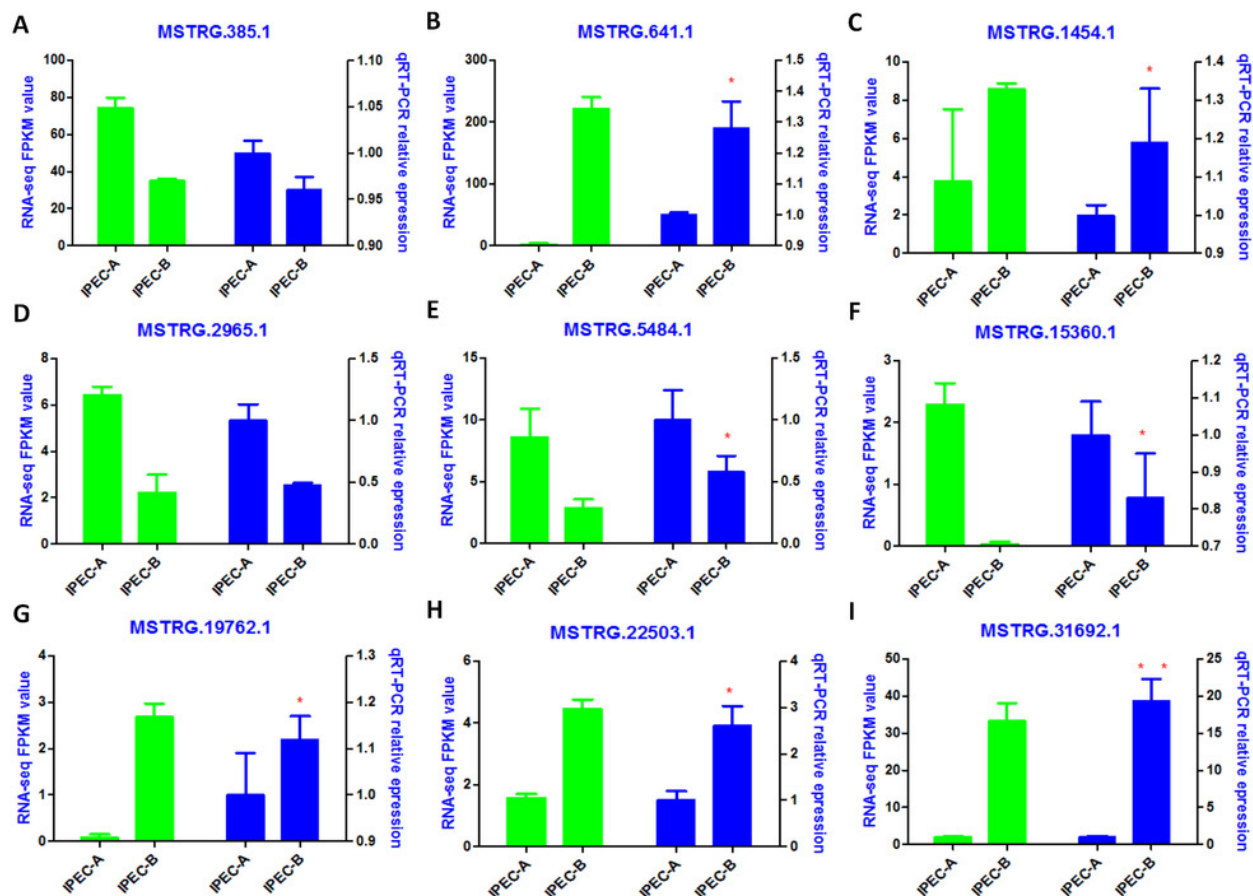 A
MSTRG.385.1
RNA-seq FPKM value
100
80
60
40
20
0
1.10
1.05
1.00
0.95
0.90
qRT-PCR relative epression
IPEC-A
IPEC-B
IPEC-A
IPEC-B
B
MSTRG.641.1
RNA-seq FPKM value
300
200
100
0
*
1.5
1.4
1.3
1.2
1.1
1.0
0.9
qRT-PCR relative epression
IPEC-A
IPEC-B
IPEC-A
IPEC-B
C
MSTRG.1454.1
RNA-seq FPKM value
10
8
6
4
2
0
*
1.4
1.3
1.2
1.1
1.0
0.9
qRT-PCR relative epression
IPEC-A
IPEC-B
IPEC-A
IPEC-B
D
MSTRG.2965.1
RNA-seq FPKM value
8
6
4
2
0
1.5
1.0
0.5
0.0
qRT-PCR relative epression
IPEC-A
IPEC-B
IPEC-A
IPEC-B
E
MSTRG.5484.1
RNA-seq FPKM value
15
10
5
0
*
1.5
1.0
0.5
0.0
qRT-PCR relative epression
IPEC-A
IPEC-B
IPEC-A
IPEC-B
F
MSTRG.15360.1
RNA-seq FPKM value
3
2
1
0
*
1.2
1.1
1.0
0.9
0.8
0.7
qRT-PCR relative epression
IPEC-A
IPEC-B
IPEC-A
IPEC-B
G
MSTRG.19762.1
RNA-seq FPKM value
4
3
2
1
0
*
1.3
1.2
1.1
1.0
0.9
qRT-PCR relative epression
IPEC-A
IPEC-B
IPEC-A
IPEC-B
H
MSTRG.22503.1
RNA-seq FPKM value
6
4
2
0
*
4
3
2
1
0
qRT-PCR relative epression
IPEC-A
IPEC-B
IPEC-A
IPEC-B
I
MSTRG.31692.1
RNA-seq FPKM value
50
40
30
20
10
0
* *
25
20
15
10
5
0
qRT-PCR relative epression
IPEC-A
IPEC-B
IPEC-A
IPEC-B